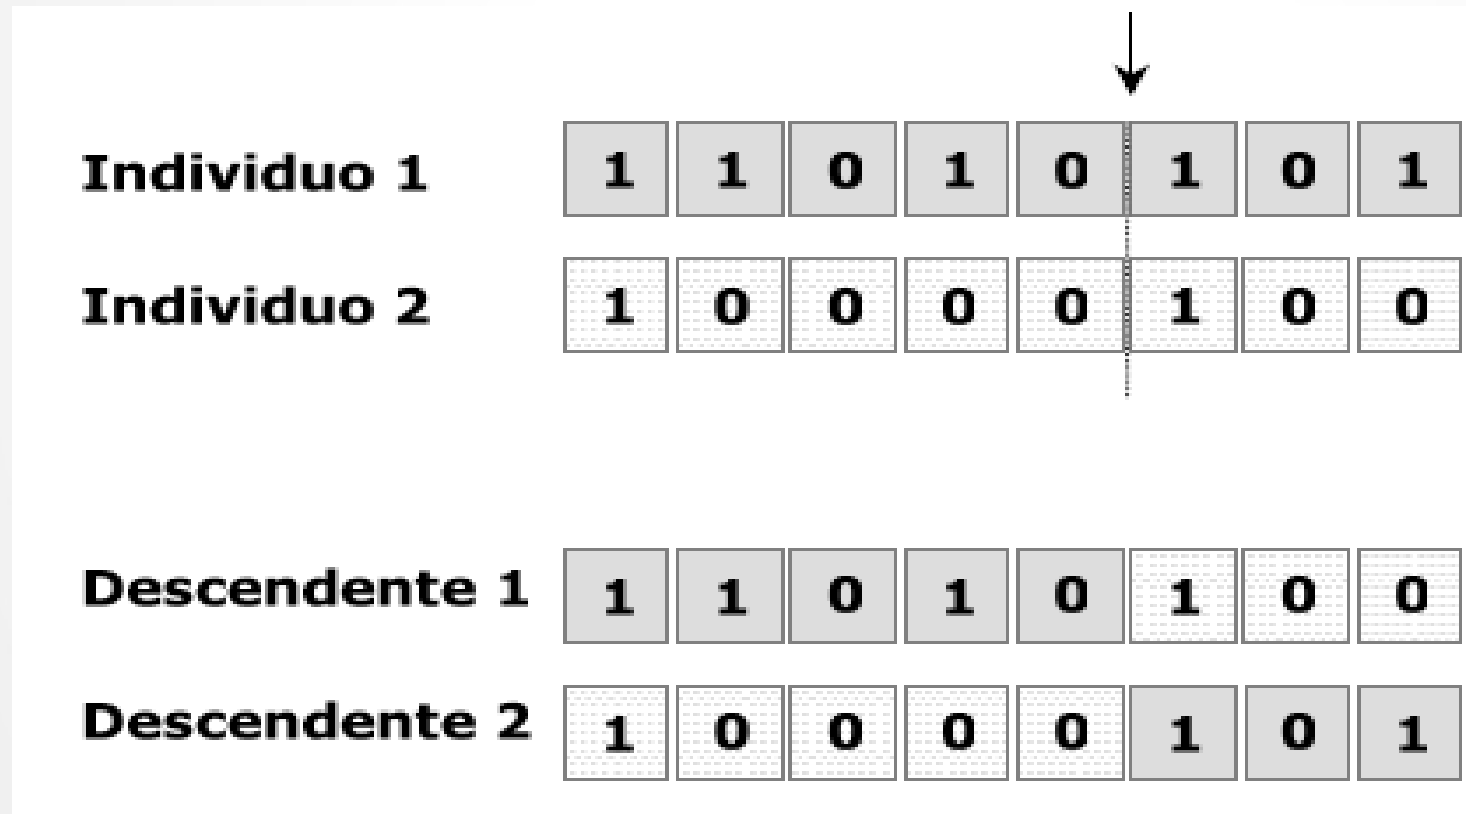 Individuo 1 1 1 0 1 0 1 0 1
Individuo 2 1 0 0 0 0 1 0 0
Descendente 1 1 1 0 1 0 1 0 0
Descendente 2 1 0 0 0 0 1 0 1